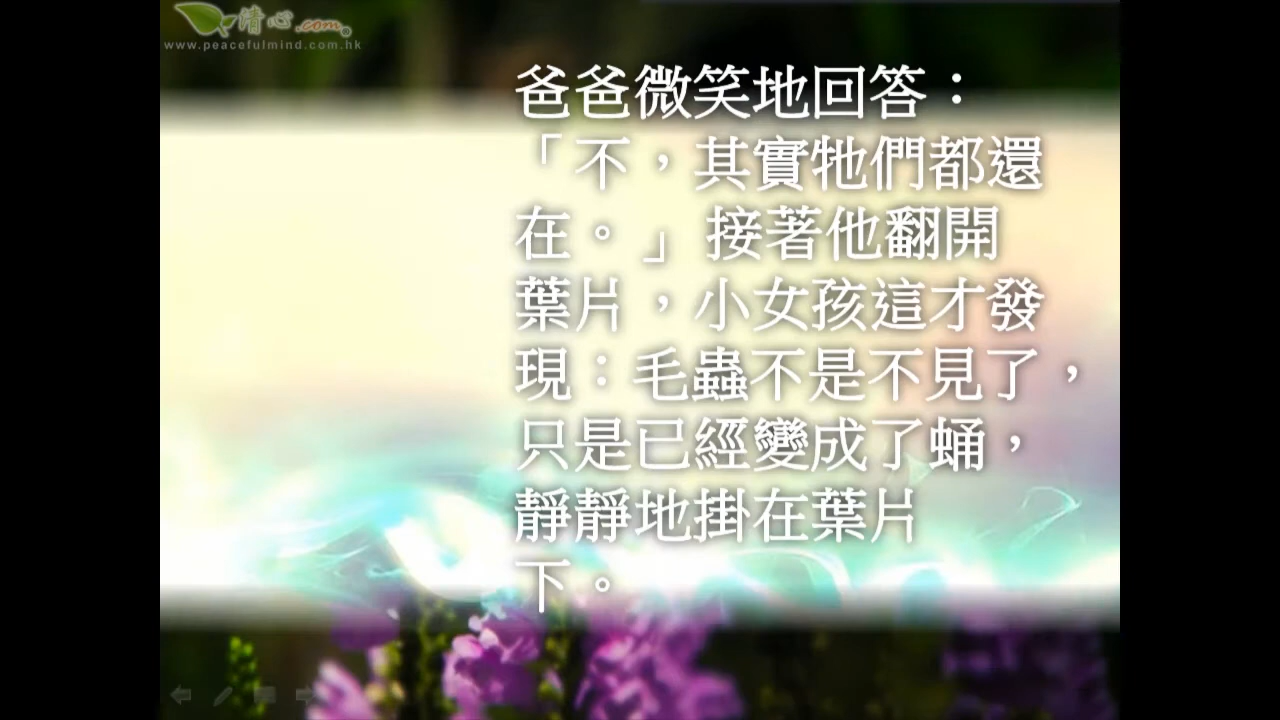 清心.com®
www.peacefulmind.com.hk
爸爸微笑地回答：
「不，其實牠們都還
在。」 接著他翻開
葉片，小女孩這才發
現：毛蟲不是不見了，
只是已經變成了蛹，
靜靜地掛在葉片
下。